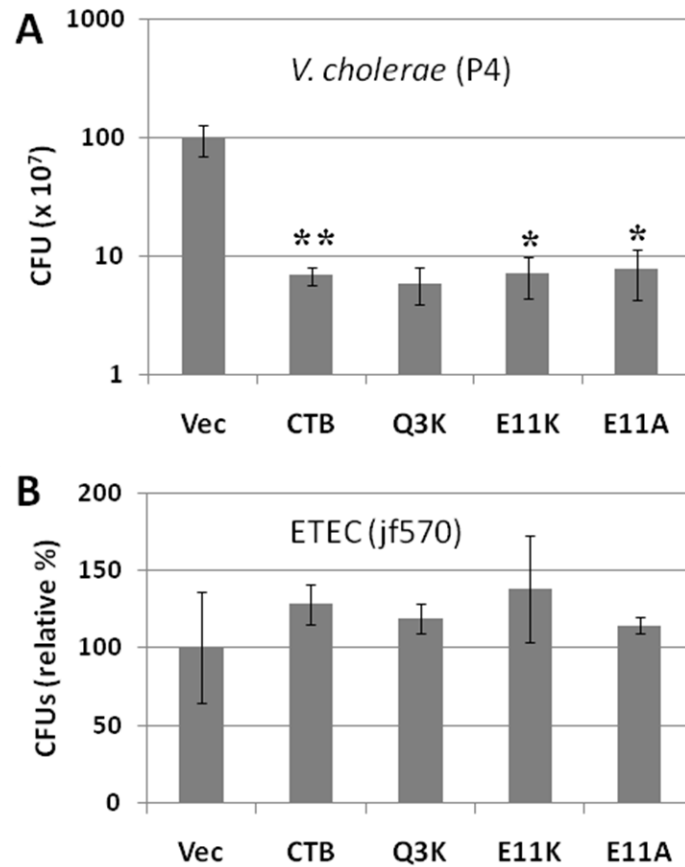 A
1000
V. cholerae (P4)
100
CFU (x 10⁷)
**
*
*
10
1
Vec CTB Q3K E11K E11A
B
200
ETEC (jf570)
150
CFUs (relative %)
100
50
0
Vec CTB Q3K E11K E11A